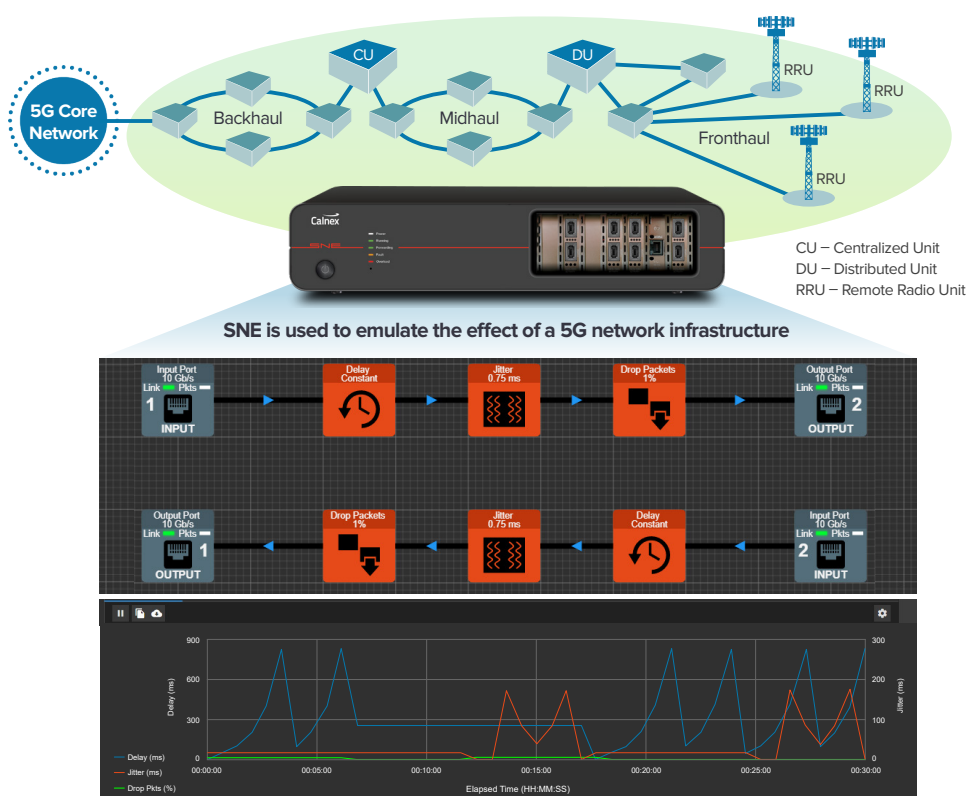 CU
DU
RRU
RRU
5G Core
Network
Backhaul
Midhaul
Fronthaul
RRU
Calnex
SNE
Power
Running
Forwarding
CU – Centralized Unit
DU – Distributed Unit
RRU – Remote Radio Unit
SNE is used to emulate the effect of a 5G network infrastructure
Input Port
10 Gb/s
Link Pkts
1
INPUT
Delay
Constant
Jitter
0.75 ms
Drop Packets
1%
Output Port
10 Gb/s
Link Pkts
2
OUTPUT
Output Port
10 Gb/s
Link Pkts
1
OUTPUT
Drop Packets
1%
Jitter
0.75 ms
Delay
Constant
Input Port
10 Gb/s
Link Pkts
2
INPUT
900
600
300
0
Delay (ms)
300
200
100
0
Jitter (ms)
Delay (ms)
Jitter (ms)
Drop Pkts (%)
00:00:00
00:05:00
00:10:00
00:15:00
00:20:00
00:25:00
00:30:00
Elapsed Time (HH:MM:SS)